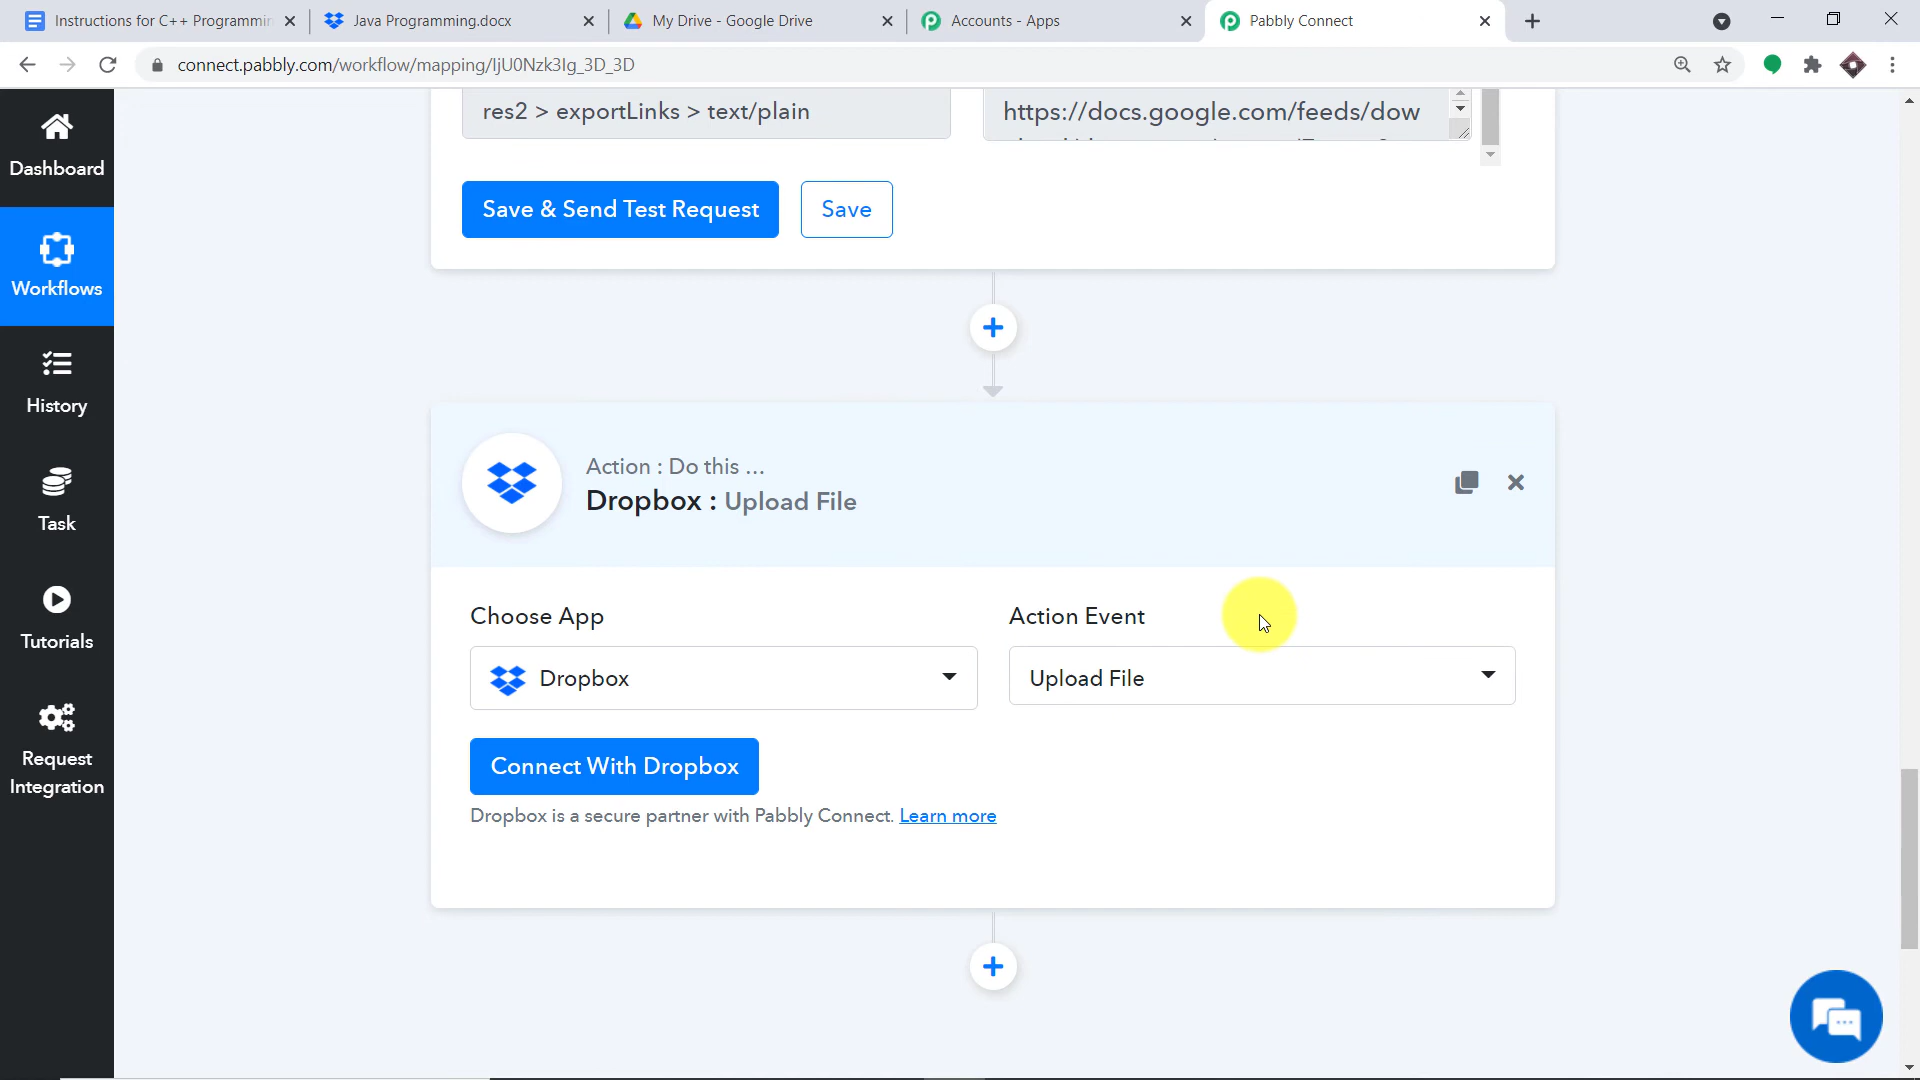 Instructions for C++ Programmin
Java Programming.docx
My Drive - Google Drive
Accounts - Apps
Pabbly Connect
connect.pabbly.com/workflow/mapping/IjU0Nzk3Ig_3D_3D
Dashboard
Workflows
History
Task
Tutorials
Request
Integration
res2 > exportLinks > text/plain
https://docs.google.com/feeds/dow
Save & Send Test Request
Save
Action : Do this ...
Dropbox : Upload File
Choose App
Action Event
Dropbox
Upload File
Connect With Dropbox
Dropbox is a secure partner with Pabbly Connect. Learn more